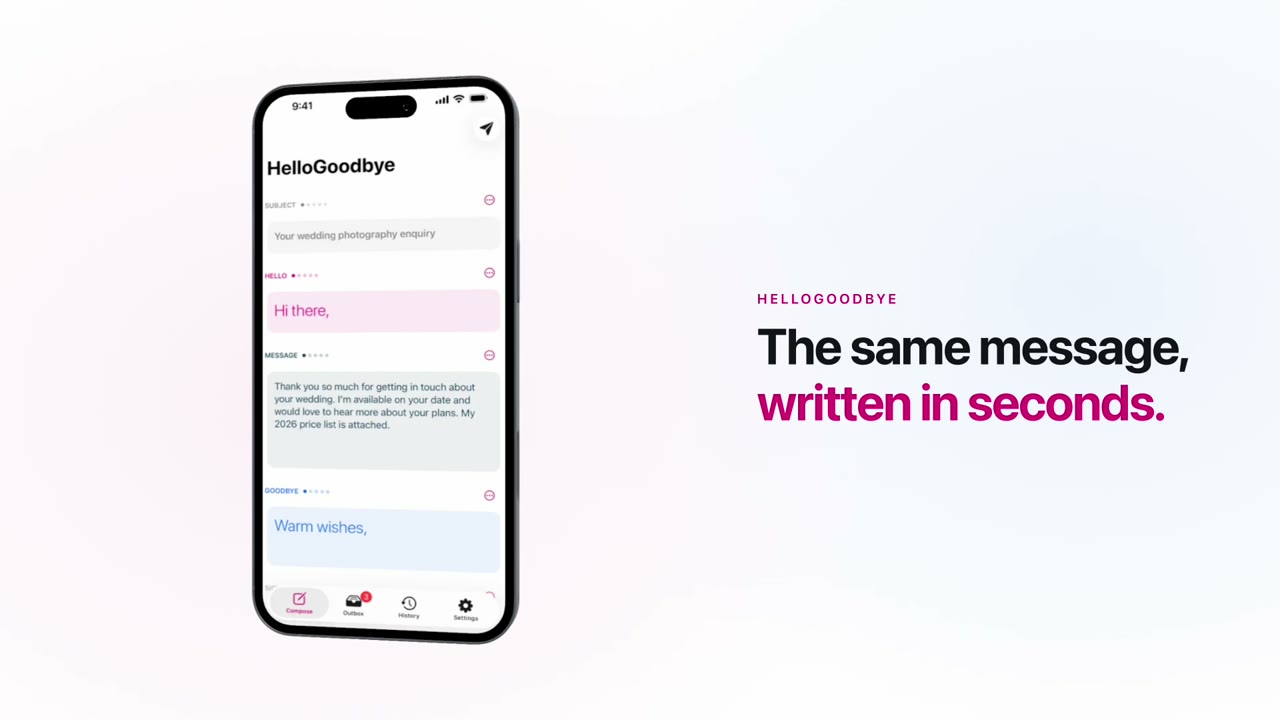 9:41
HelloGoodbye
SUBJECT
Your wedding photography enquiry
HELLO
Hi there,
MESSAGE
Thank you so much for getting in touch about
your wedding. I'm available on your date and
would love to hear more about your plans. My
2026 price list is attached.
GOODBYE
Warm wishes,
3
Compose
Outbox
History
Settings
HELLOGOODBYE
The same message,
written in seconds.